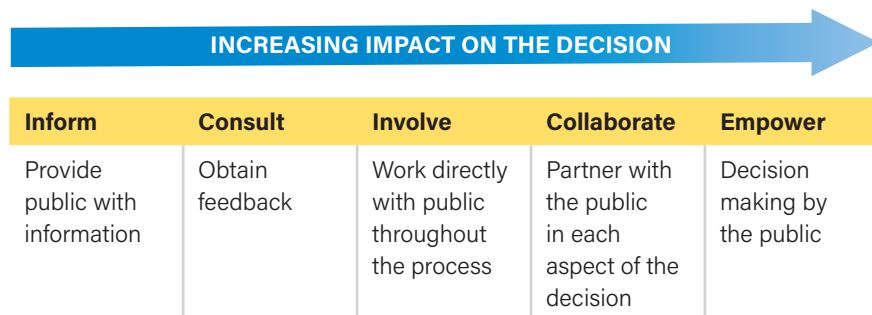 INCREASING IMPACT ON THE DECISION
Inform
Provide
public with
information
Consult
Obtain
feedback
Involve
Work directly
with public
throughout
the process
Collaborate
Partner with
the public
in each
aspect of the
decision
Empower
Decision
making by
the public